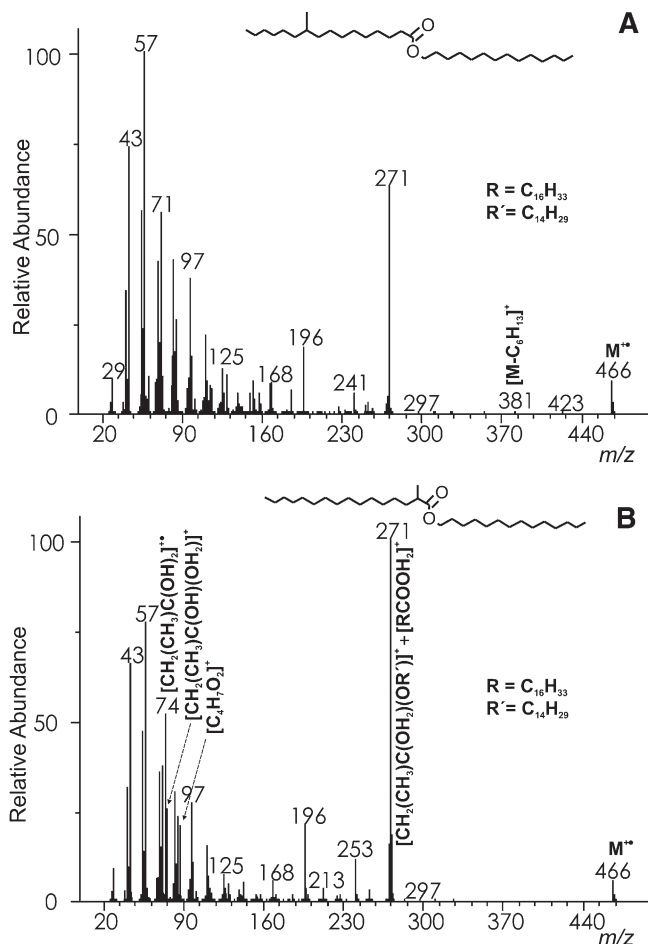 A
O
O
Relative Abundance
100
50
0
57
43
71
97
29
125
168
196
241
271
297
[M-C₆H₁₃]⁺
381
423
M⁺•
466
R = C₁₆H₃₃
R´= C₁₄H₂₉
20 90 160 230 300 370 440
m/z
B
O
O
Relative Abundance
100
50
0
57
43
74
[CH₂(CH₃)C(OH)₂]⁺•
[CH₂(CH₃)C(OH)(OH₂)]⁺
[C₄H₇O₂]⁺
97
125
168
196
213
253
271
[CH₂(CH₃)C(OH₂)(OR´)]⁺ + [RCOOH₂]⁺
297
M⁺•
466
R = C₁₆H₃₃
R´= C₁₄H₂₉
20 90 160 230 300 370 440
m/z